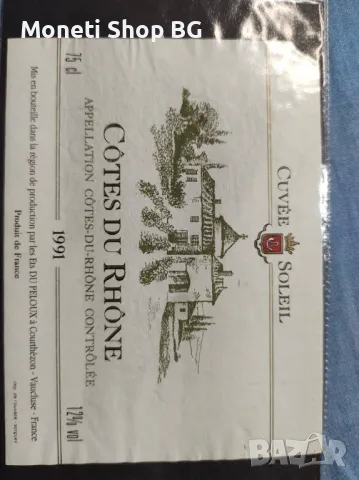 Moneti Shop BG
CUVÉE SOLEIL
CÔTES DU RHÔNE
APPELLATION CÔTES-DU-RHÔNE CONTRÔLÉE
75 cl
1991
12% vol
Mis en bouteille dans la région de production par les Ets DU PELOUX à Courthézon - Vaucluse - France
Produit de France
bazar